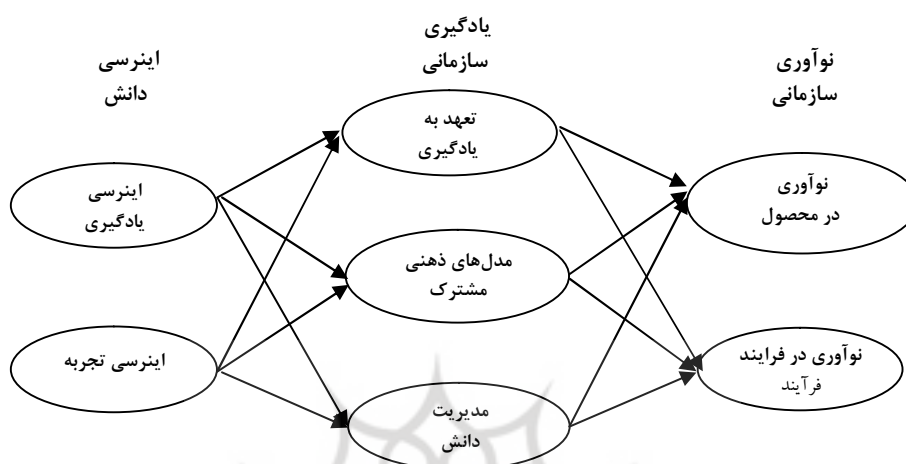 یادگیری
سازمانی
اینرسی
دانش
نوآوری
سازمانی
تعهد به
یادگیری
اینرسی
یادگیری
نوآوری
در محصول
مدل‌های ذهنی
مشترک
اینرسی تجربه
نوآوری در فرایند
فرآیند
مدیریت
دانش